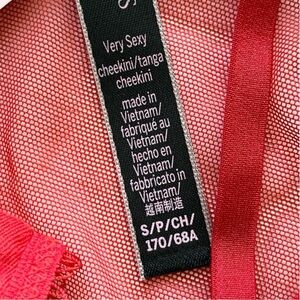 Very Sexy
cheekini/tanga
cheekini
made in
Vietnam/
fabriqué au
Vietnam/
hecho en
Vietnam/
fabbricato in
Vietnam/
越南制造
S/P/CH/
170/68A